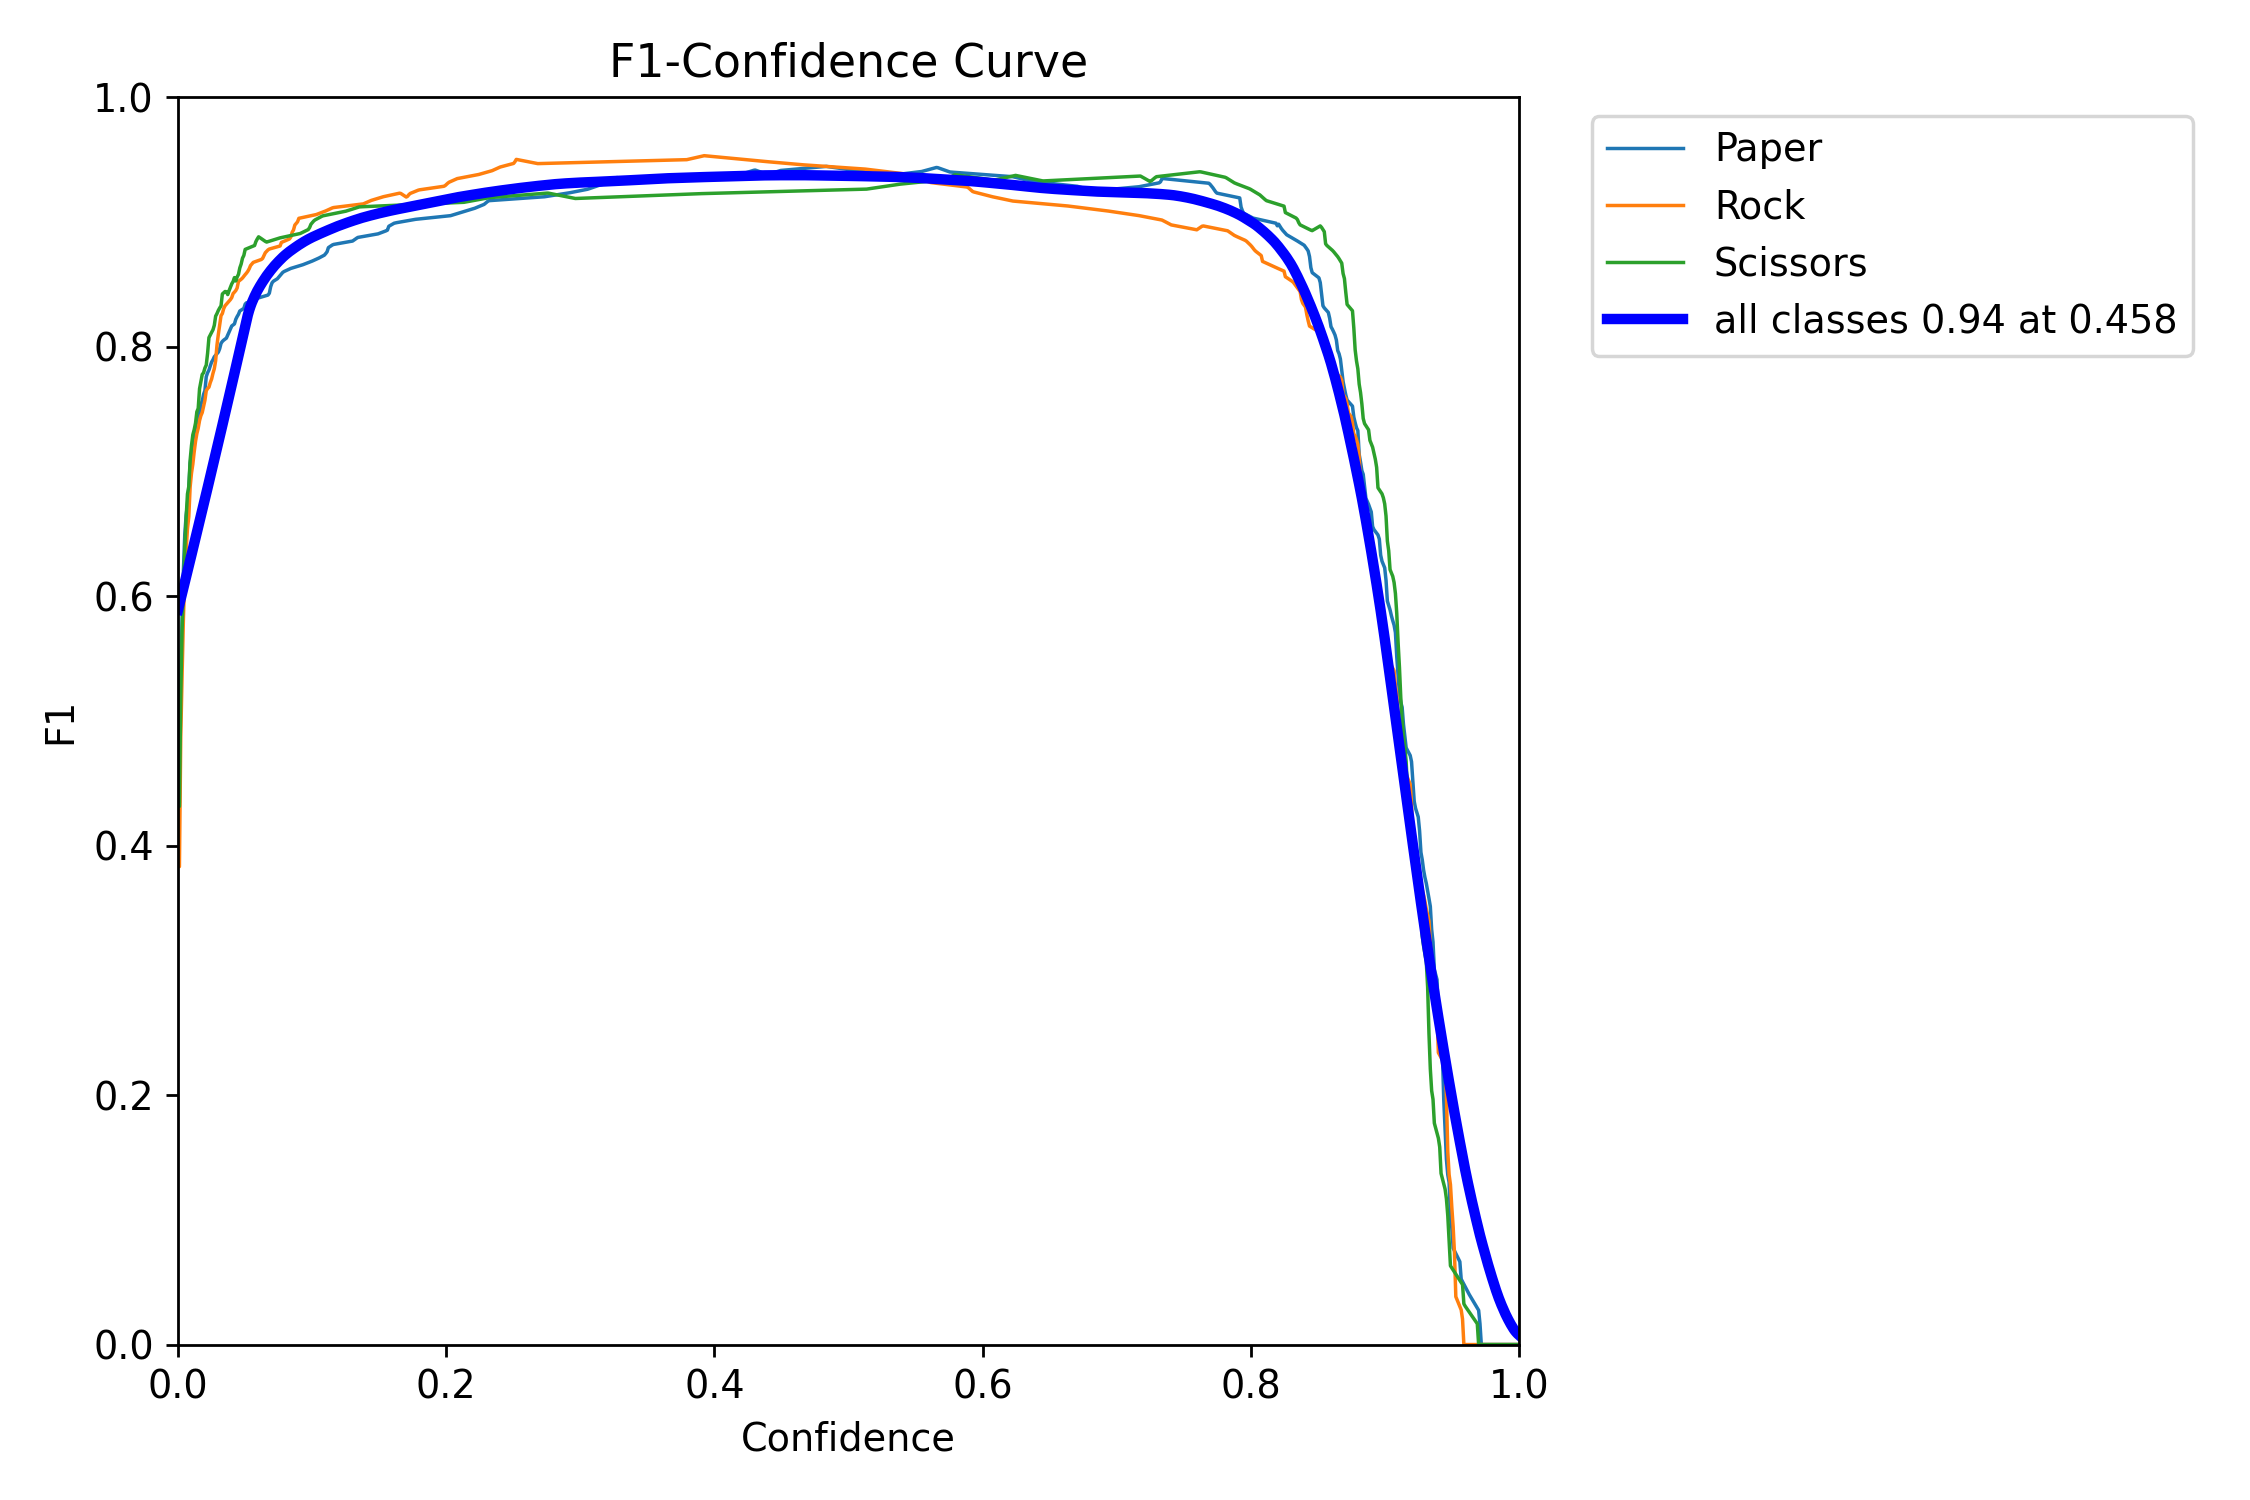 F1-Confidence Curve
1.0
0.8
0.6
0.4
0.2
0.0
F1
0.0 0.2 0.4 0.6 0.8 1.0
Confidence
Paper
Rock
Scissors
all classes 0.94 at 0.458